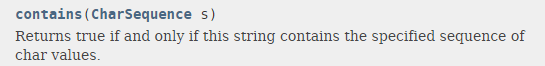 contains(CharSequence s)
Returns true if and only if this string contains the specified sequence of
char values.